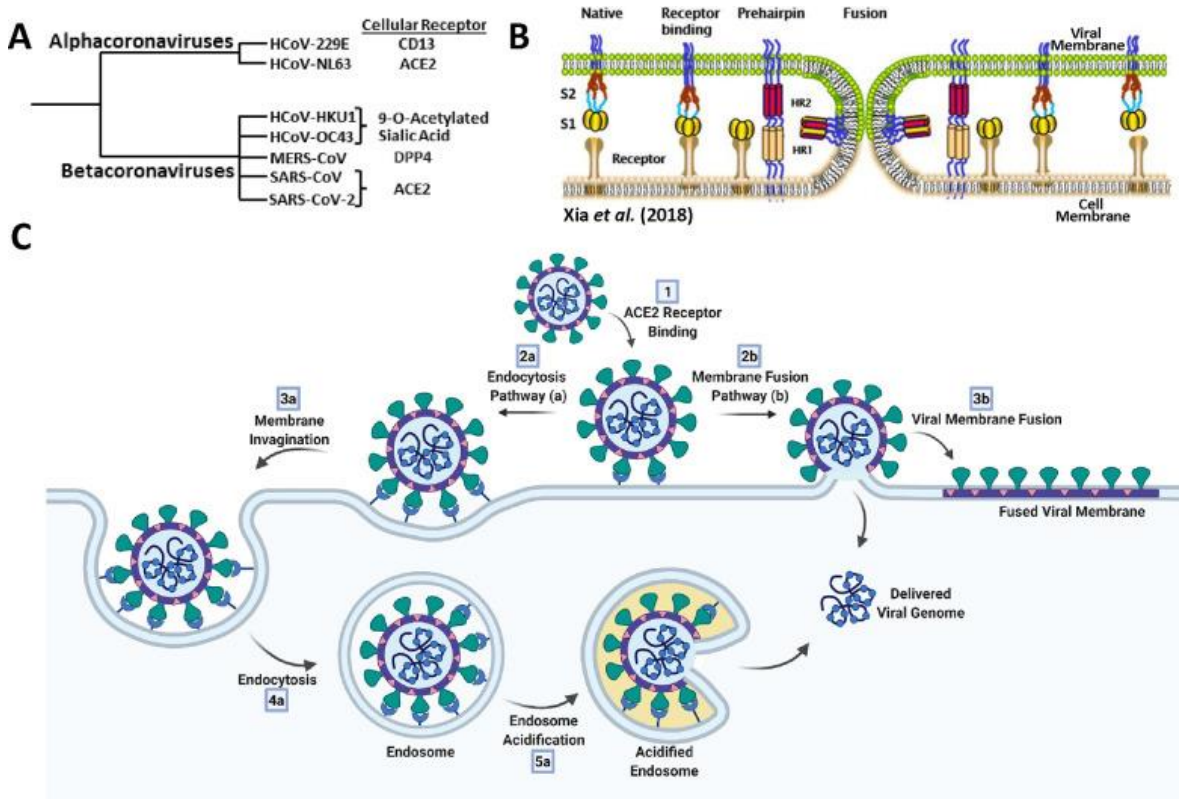 A
Cellular Receptor
Alphacoronaviruses
HCoV-229E CD13
HCoV-NL63 ACE2
HCoV-HKU1 9-O-Acetylated
HCoV-OC43 Sialic Acid
MERS-CoV DPP4
Betacoronaviruses
SARS-CoV
ACE2
SARS-CoV-2
B
Native Receptor binding Prehairpin Fusion
Viral Membrane
S2
S1
HR2
HR1
Receptor
Cell Membrane
Xia et al. (2018)
C
1
ACE2 Receptor
Binding
2a
Endocytosis
Pathway (a)
2b
Membrane Fusion
Pathway (b)
3a
Membrane
Invagination
3b
Viral Membrane Fusion
Fused Viral Membrane
Delivered
Viral Genome
Endocytosis
4a
Endosome
Endosome
Acidification
5a
Acidified
Endosome